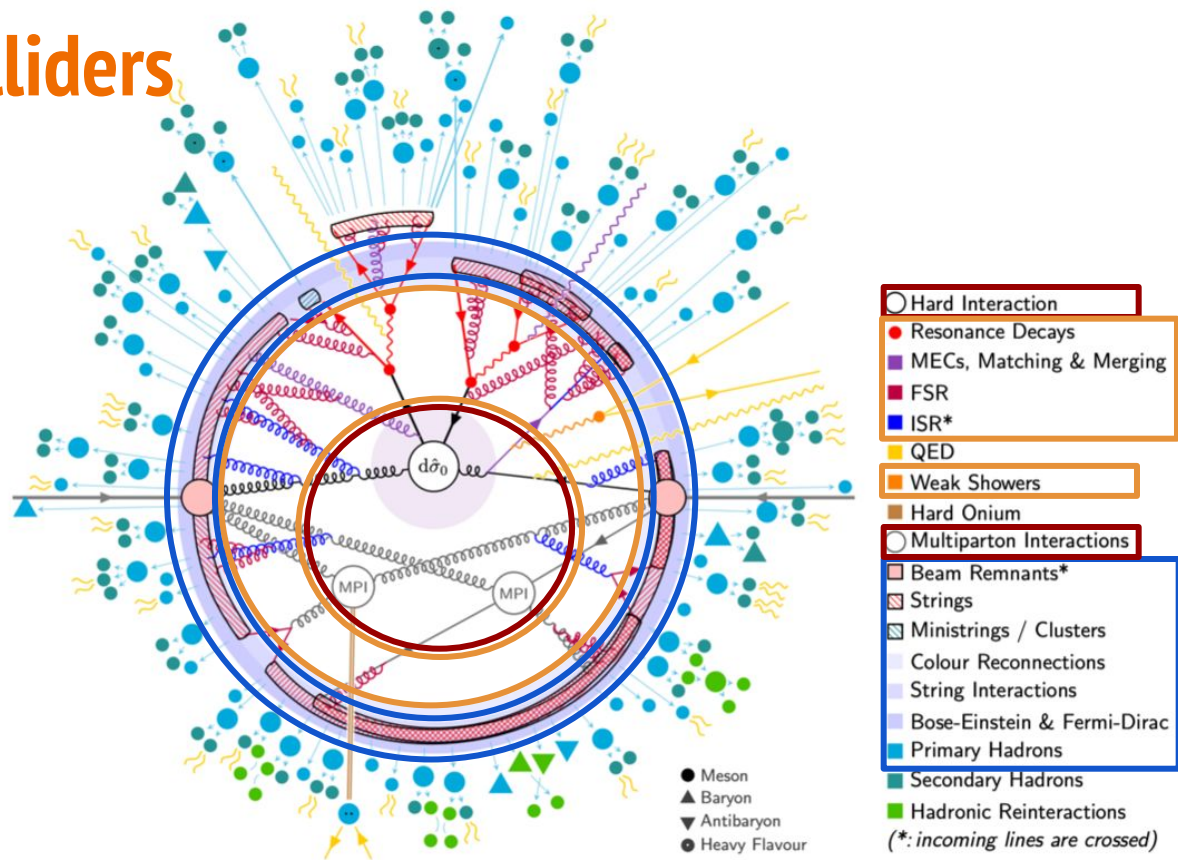 lliders
dσ̂₀
MPI
MPI
Hard Interaction
Resonance Decays
MECs, Matching & Merging
FSR
ISR*
QED
Weak Showers
Hard Onium
Multiparton Interactions
Beam Remnants*
Strings
Ministrings / Clusters
Colour Reconnections
String Interactions
Bose-Einstein & Fermi-Dirac
Primary Hadrons
Secondary Hadrons
Hadronic Reinteractions
(*: incoming lines are crossed)
Meson
Baryon
Antibaryon
Heavy Flavour